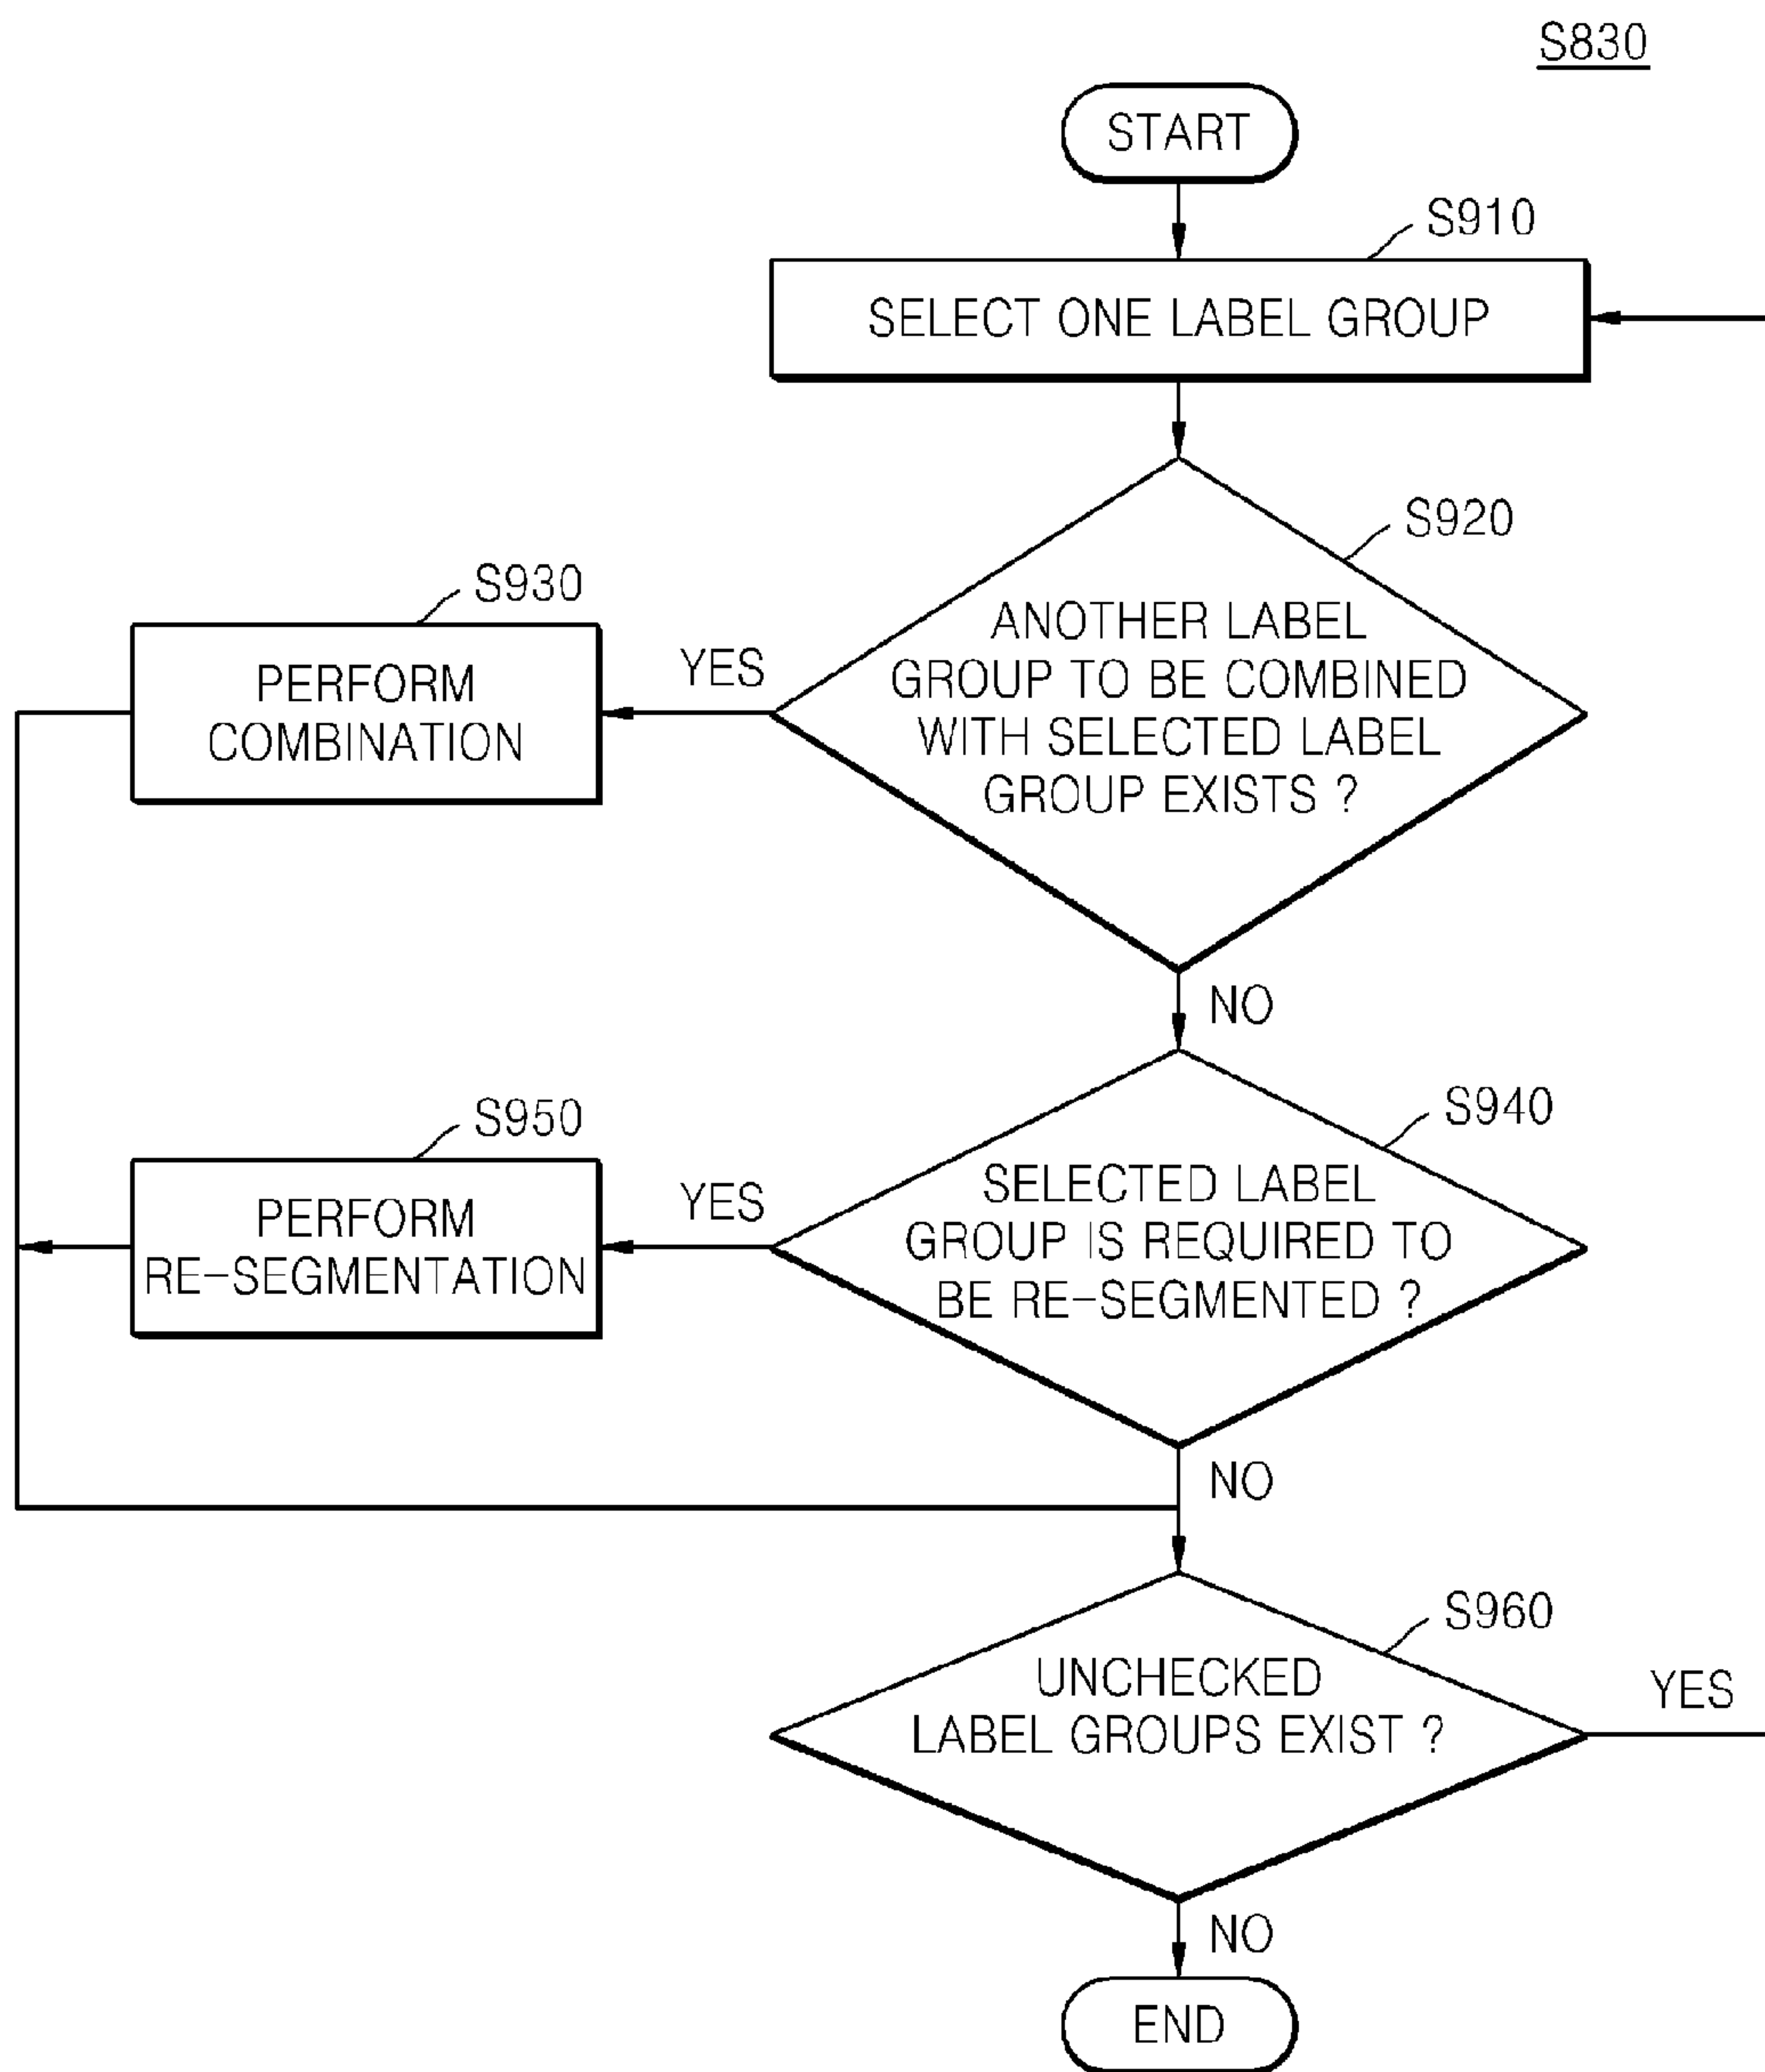 S830
START
S910
SELECT ONE LABEL GROUP
S920
ANOTHER LABEL
GROUP TO BE COMBINED
WITH SELECTED LABEL
GROUP EXISTS ?
YES
S930
PERFORM
COMBINATION
NO
S940
SELECTED LABEL
GROUP IS REQUIRED TO
BE RE-SEGMENTED ?
YES
S950
PERFORM
RE-SEGMENTATION
NO
S960
UNCHECKED
LABEL GROUPS EXIST ?
YES
NO
END